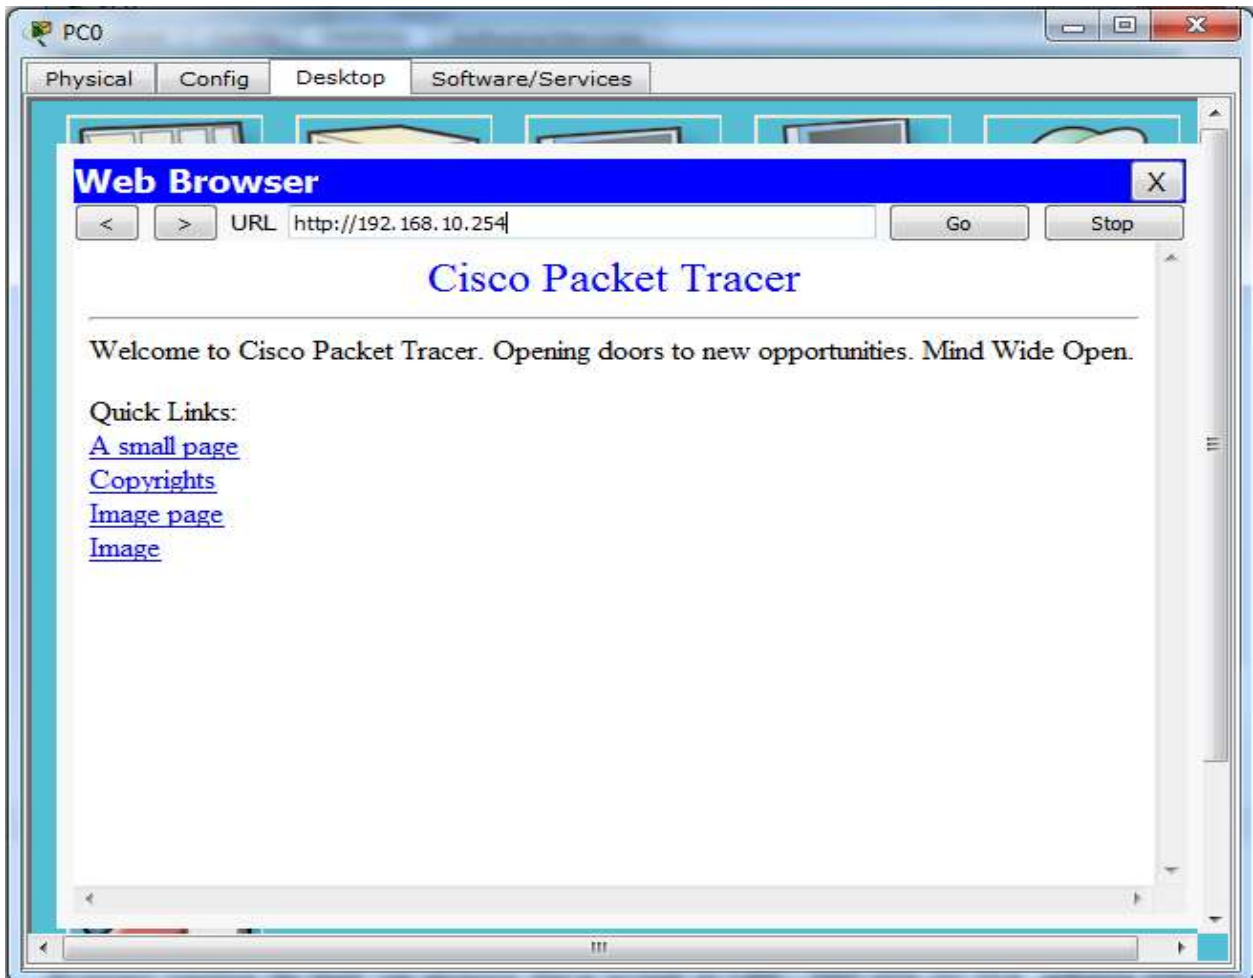 PC0
Physical Config Desktop Software/Services
Web Browser X
< > URL http://192.168.10.254 Go Stop
Cisco Packet Tracer
Welcome to Cisco Packet Tracer. Opening doors to new opportunities. Mind Wide Open.
Quick Links:
A small page
Copyrights
Image page
Image